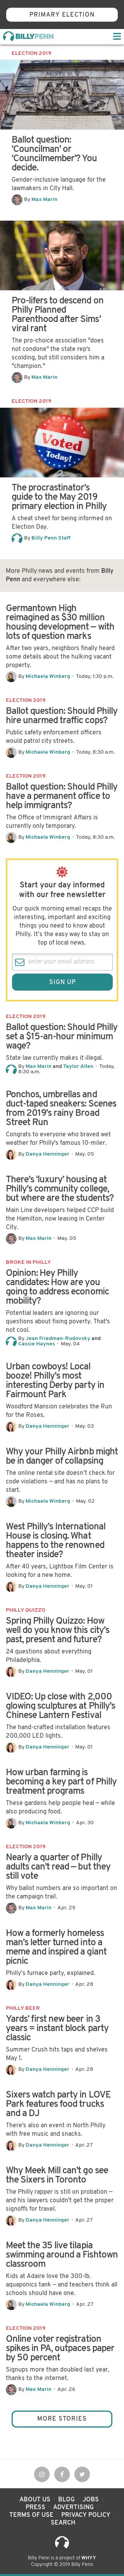 PRIMARY ELECTION
BILLYPENN
ELECTION 2019
Ballot question:
'Councilman' or
'Councilmember'? You
decide.
Gender-inclusive language for the
lawmakers in City Hall.
By Max Marin
Pro-lifers to descend on
Philly Planned
Parenthood after Sims'
viral rant
The pro-choice association "does
not condone" the state rep's
scolding, but still considers him a
"champion."
By Max Marin
ELECTION 2019
I Voted Today!
The procrastinator's
guide to the May 2019
primary election in Philly
A cheat sheet for being informed on
Election Day.
By Billy Penn Staff
More Philly news and events from Billy
Penn and everywhere else:
Germantown High
reimagined as $30 million
housing development — with
lots of question marks
After two years, neighbors finally heard
some details about the hulking vacant
property.
By Michaela Winberg · Today, 1:30 p.m.
ELECTION 2019
Ballot question: Should Philly
hire unarmed traffic cops?
Public safety enforcement officers
would patrol city streets.
By Michaela Winberg · Today, 8:30 a.m.
ELECTION 2019
Ballot question: Should Philly
have a permanent office to
help immigrants?
The Office of Immigrant Affairs is
currently only temporary.
By Michaela Winberg · Today, 8:30 a.m.
Start your day informed
with our free newsletter
Our quick morning email recaps the
important, interesting and amusing
things you need to know about
Philly. It's the easy way to stay on
top of local news.
enter your email address
SIGN UP
ELECTION 2019
Ballot question: Should Philly
set a $15-an-hour minimum
wage?
State law currently makes it illegal.
By Max Marin and Taylor Allen · Today,
8:30 a.m.
Ponchos, umbrellas and
duct-taped sneakers: Scenes
from 2019's rainy Broad
Street Run
Congrats to everyone who braved wet
weather for Philly's famous 10-miler.
By Danya Henninger · May, 05
There's 'luxury' housing at
Philly's community college,
but where are the students?
Main Line developers helped CCP build
the Hamilton, now leasing in Center
City.
By Max Marin · May, 05
BROKE IN PHILLY
Opinion: Hey Philly
candidates: How are you
going to address economic
mobility?
Potential leaders are ignoring our
questions about fixing poverty. That's
not cool.
By Jean Friedman-Rudovsky and
Cassie Haynes · May, 04
Urban cowboys! Local
booze! Philly's most
interesting Derby party in
Fairmount Park
Woodford Mansion celebrates the Run
for the Roses.
By Danya Henninger · May, 03
Why your Philly Airbnb might
be in danger of collapsing
The online rental site doesn't check for
code violations — and has no plans to
start.
By Michaela Winberg · May, 02
West Philly's International
House is closing. What
happens to the renowned
theater inside?
After 40 years, Lightbox Film Center is
looking for a new home.
By Danya Henninger · May, 01
PHILLY QUIZZO
Spring Philly Quizzo: How
well do you know this city's
past, present and future?
24 questions about everything
Philadelphia.
By Danya Henninger · May, 01
VIDEO: Up close with 2,000
glowing sculptures at Philly's
Chinese Lantern Festival
The hand-crafted installation features
200,000 LED lights.
By Danya Henninger · May, 01
How urban farming is
becoming a key part of Philly
treatment programs
These gardens help people heal — while
also producing food.
By Michaela Winberg · Apr. 30
ELECTION 2019
Nearly a quarter of Philly
adults can't read — but they
still vote
Why ballot numbers are so important on
the campaign trail.
By Max Marin · Apr. 29
How a formerly homeless
man's letter turned into a
meme and inspired a giant
picnic
Philly's furnace party, explained.
By Danya Henninger · Apr. 28
PHILLY BEER
Yards' first new beer in 3
years = instant block party
classic
Summer Crush hits taps and shelves
May 1.
By Danya Henninger · Apr. 28
Sixers watch party in LOVE
Park features food trucks
and a DJ
There's also an event in North Philly
with free music and snacks.
By Danya Henninger · Apr. 27
Why Meek Mill can't go see
the Sixers in Toronto
The Philly rapper is still on probation —
and his lawyers couldn't get the proper
signoffs for travel.
By Danya Henninger · Apr. 27
Meet the 35 live tilapia
swimming around a Fishtown
classroom
Kids at Adaire love the 300-lb.
aquaponics tank — and teachers think all
schools should have one.
By Michaela Winberg · Apr. 27
ELECTION 2019
Online voter registration
spikes in PA, outpaces paper
by 50 percent
Signups more than doubled last year,
thanks to the internet.
By Max Marin · Apr. 26
MORE STORIES
ABOUT US BLOG JOBS
PRESS ADVERTISING
TERMS OF USE PRIVACY POLICY
SEARCH
Billy Penn is a project of WHYY
Copyright © 2019 Billy Penn